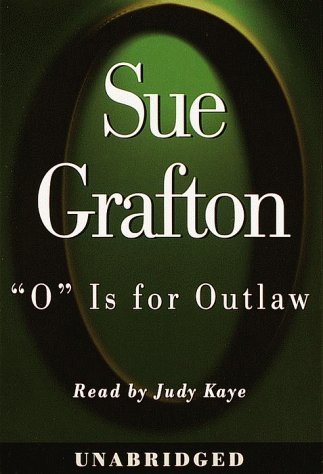 Sue
Grafton
"O" Is for Outlaw
Read by Judy Kaye
UNABRIDGED